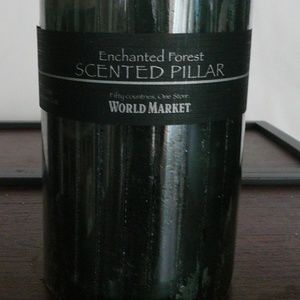 Enchanted Forest
SCENTED PILLAR
Fifty countries, One Store.
WORLD MARKET